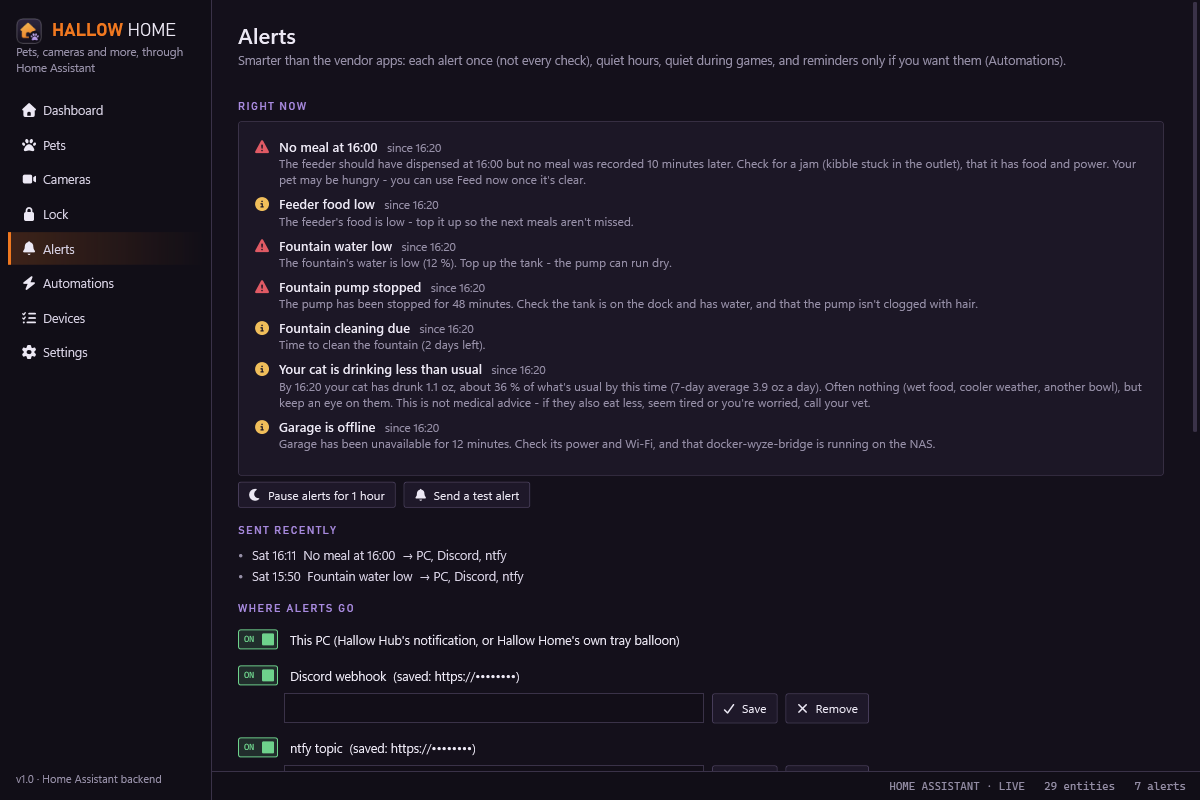 HALLOW HOME
Pets, cameras and more, through
Home Assistant
Dashboard
Pets
Cameras
Lock
Alerts
Automations
Devices
Settings
v1.0 · Home Assistant backend
Alerts
Smarter than the vendor apps: each alert once (not every check), quiet hours, quiet during games, and reminders only if you want them (Automations).
RIGHT NOW
No meal at 16:00 since 16:20
The feeder should have dispensed at 16:00 but no meal was recorded 10 minutes later. Check for a jam (kibble stuck in the outlet), that it has food and power. Your
pet may be hungry - you can use Feed now once it's clear.
Feeder food low since 16:20
The feeder's food is low - top it up so the next meals aren't missed.
Fountain water low since 16:20
The fountain's water is low (12 %). Top up the tank - the pump can run dry.
Fountain pump stopped since 16:20
The pump has been stopped for 48 minutes. Check the tank is on the dock and has water, and that the pump isn't clogged with hair.
Fountain cleaning due since 16:20
Time to clean the fountain (2 days left).
Your cat is drinking less than usual since 16:20
By 16:20 your cat has drunk 1.1 oz, about 36 % of what's usual by this time (7-day average 3.9 oz a day). Often nothing (wet food, cooler weather, another bowl), but
keep an eye on them. This is not medical advice - if they also eat less, seem tired or you're worried, call your vet.
Garage is offline since 16:20
Garage has been unavailable for 12 minutes. Check its power and Wi-Fi, and that docker-wyze-bridge is running on the NAS.
Pause alerts for 1 hour Send a test alert
SENT RECENTLY
• Sat 16:11 No meal at 16:00 → PC, Discord, ntfy
• Sat 15:50 Fountain water low → PC, Discord, ntfy
WHERE ALERTS GO
ON This PC (Hallow Hub's notification, or Hallow Home's own tray balloon)
ON Discord webhook (saved: https://••••••••)
Save Remove
ON ntfy topic (saved: https://••••••••)
HOME ASSISTANT · LIVE 29 entities 7 alerts